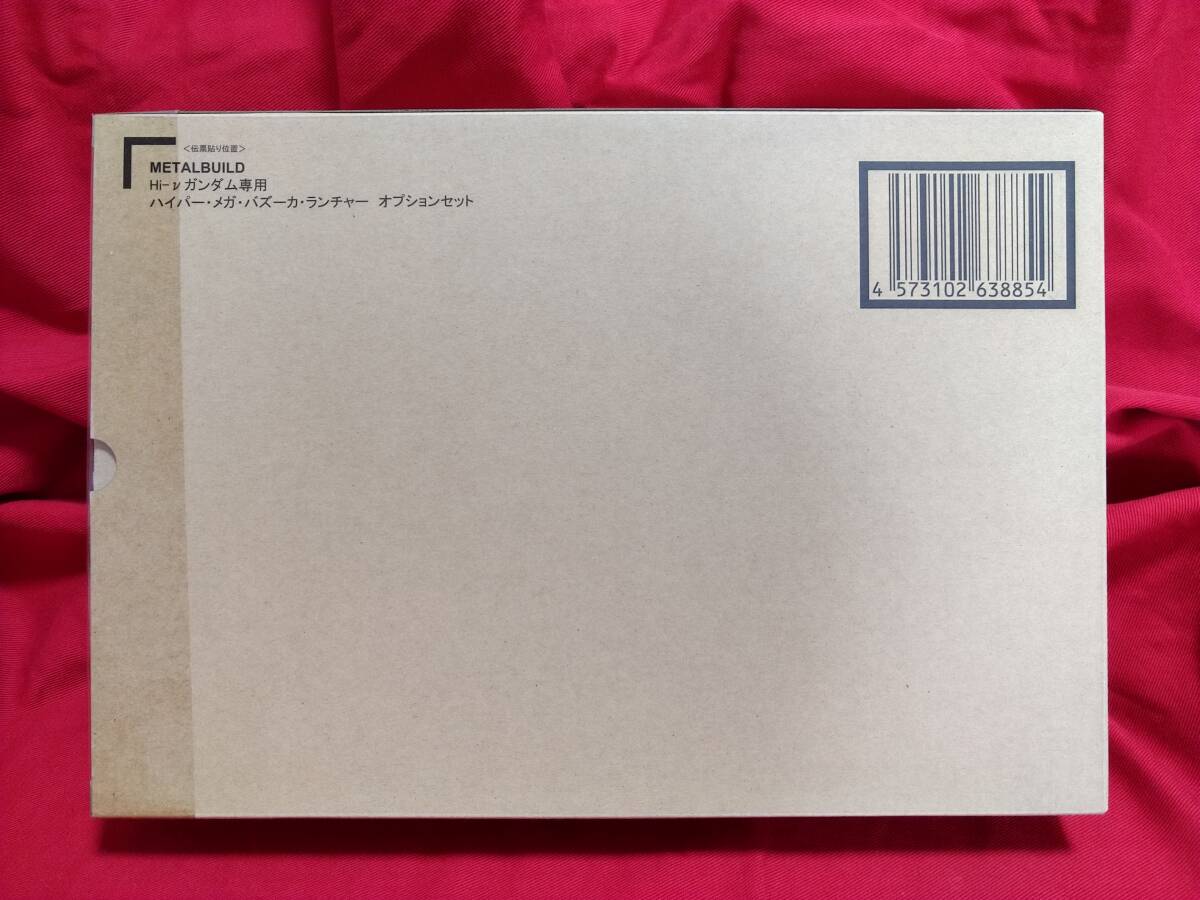 ＜伝票貼り位置＞
METALBUILD
Hi-νガンダム専用
ハイパー・メガ・バズーカ・ランチャー　オプションセット
4 573102 638854